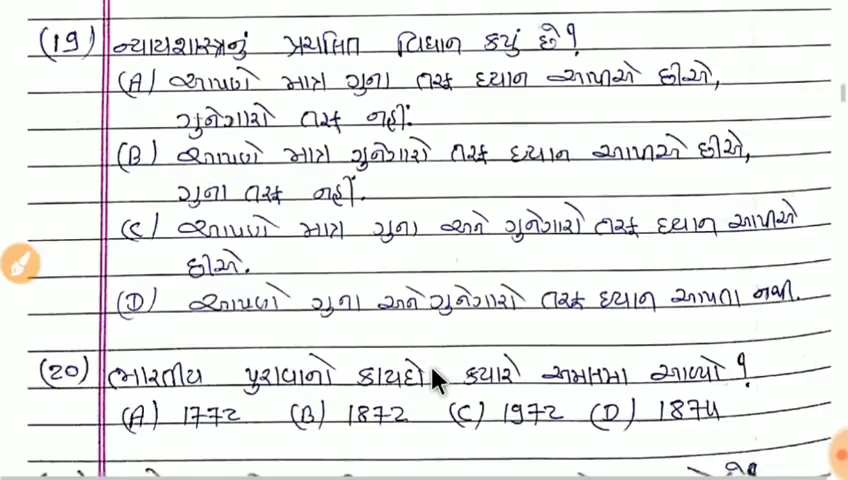 (19) ન્યાયશાસ્ત્રનું પ્રચલિત વિધાન કયું છે?
(A) આપણે માત્ર ગુના તરફ ધ્યાન આપીએ છીએ,
ગુનેગારો તરફ નહીં.
(B) આપણે માત્ર ગુનેગારો તરફ ધ્યાન આપીએ છીએ,
ગુના તરફ નહીં.
(C) આપણે માત્ર ગુના અને ગુનેગારો તરફ ધ્યાન આપીએ
છીએ.
(D) આપણે ગુના અને ગુનેગારો તરફ ધ્યાન આપતા નથી.
(20) ભારતીય પુરાવાનો કાયદો ક્યારે અમલમાં આવ્યો?
(A) 1772 (B) 1872 (C) 1972 (D) 1874